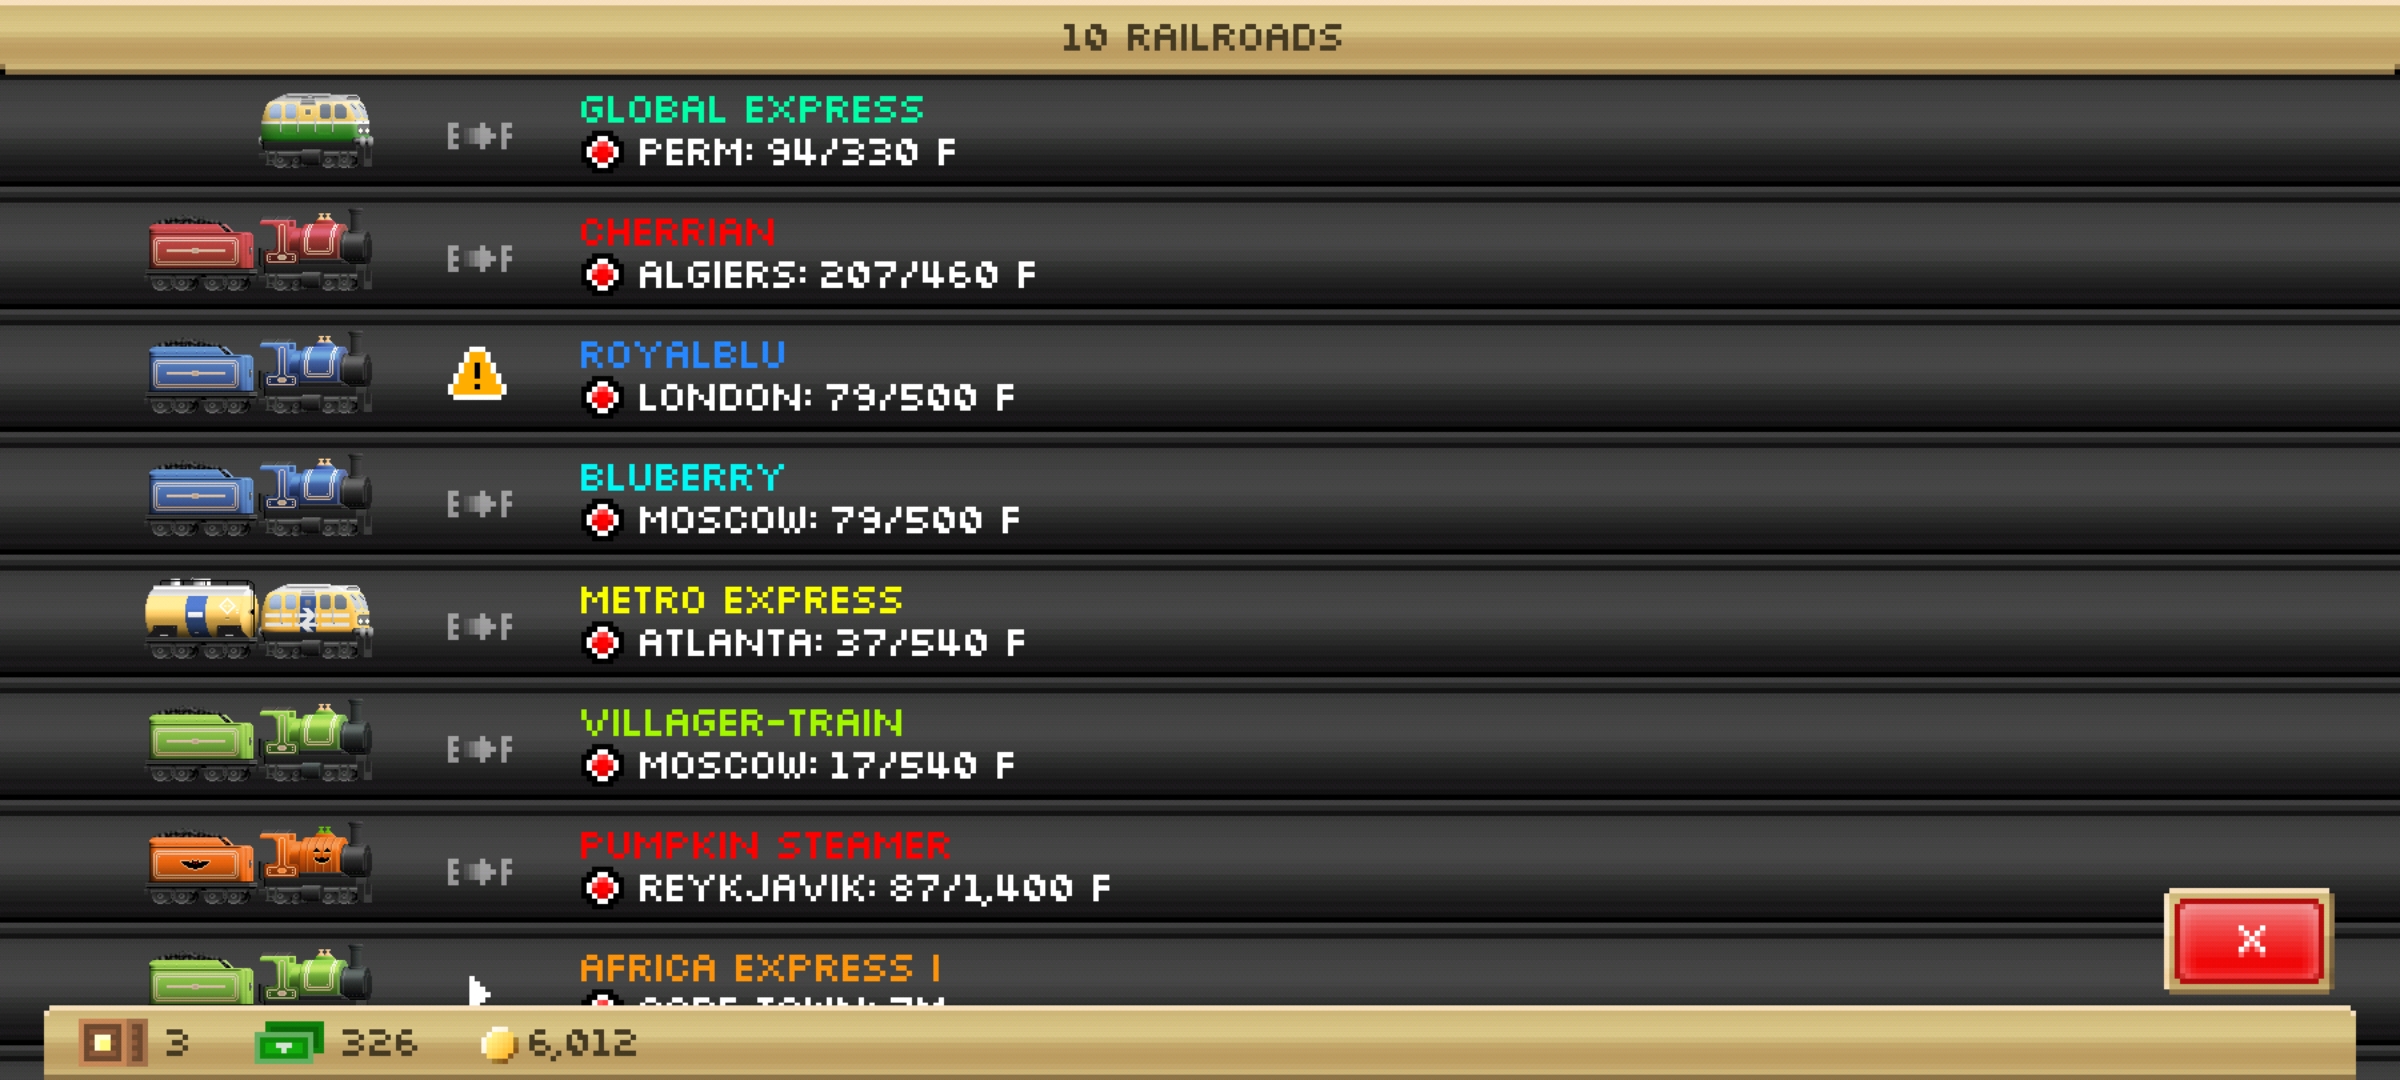 10 RAILROADS
GLOBAL EXPRESS
E F PERM: 94/330 F
CHERRIAN
E F ALGIERS: 207/460 F
ROYALBLU
! LONDON: 79/500 F
BLUBERRY
E F MOSCOW: 79/500 F
METRO EXPRESS
E F ATLANTA: 37/540 F
VILLAGER-TRAIN
E F MOSCOW: 17/540 F
PUMPKIN STEAMER
E F REYKJAVIK: 87/1,400 F
AFRICA EXPRESS I
X
3 326 6,012